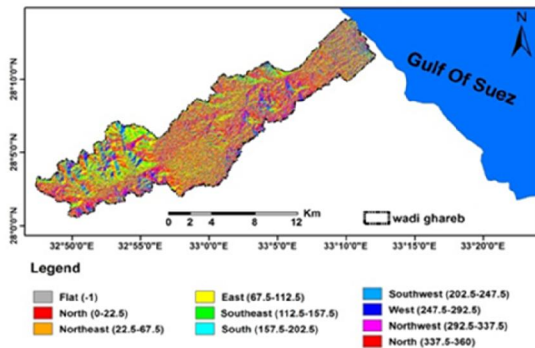 N
28°10'0"N
28°5'0"N
28°0'0"N
Gulf Of Suez
Km
0 2 4 8 12
wadi ghareb
32°50'0"E 32°55'0"E 33°0'0"E 33°5'0"E 33°10'0"E 33°15'0"E 33°20'0"E
Legend
Flat (-1)
North (0-22.5)
Northeast (22.5-67.5)
East (67.5-112.5)
Southeast (112.5-157.5)
South (157.5-202.5)
Southwest (202.5-247.5)
West (247.5-292.5)
Northwest (292.5-337.5)
North (337.5-360)